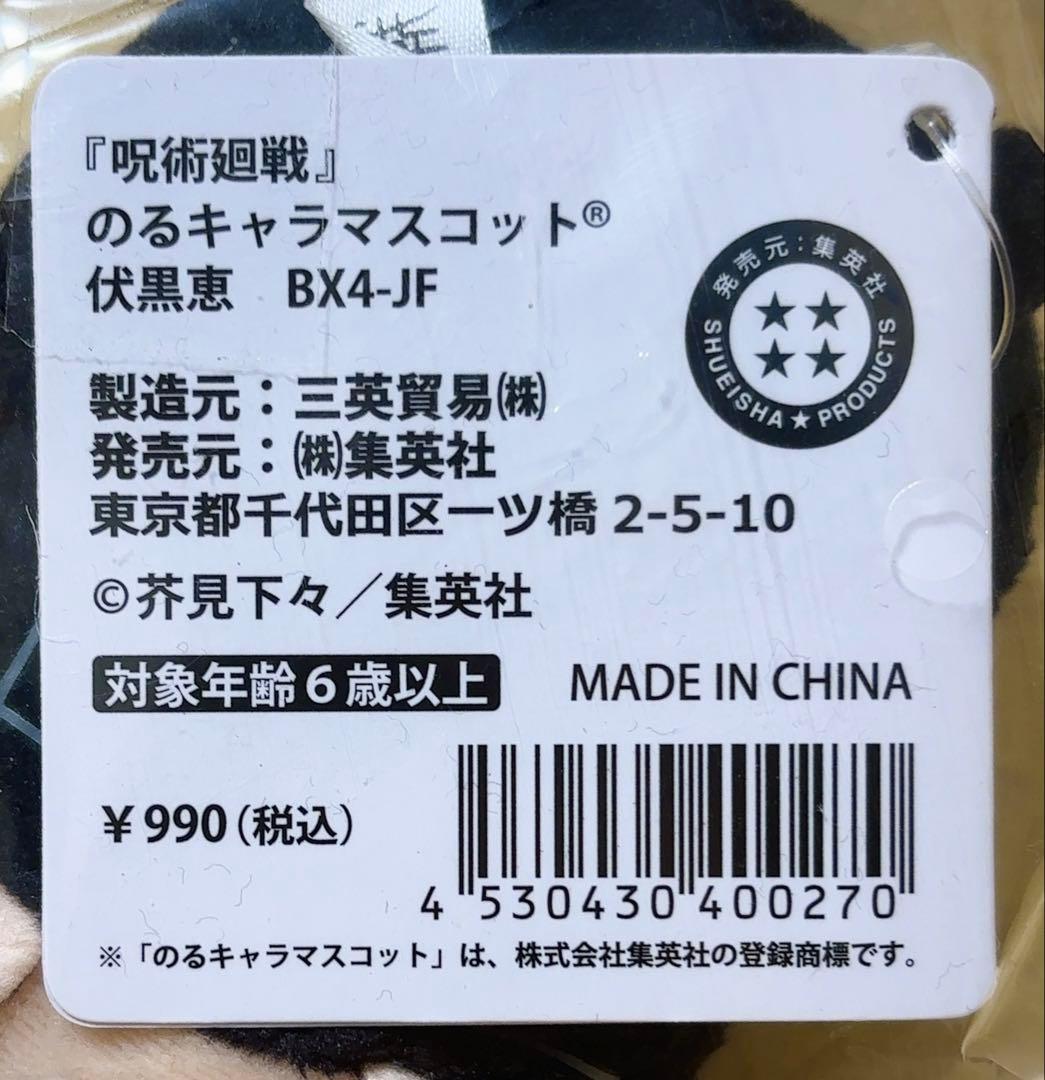 『呪術廻戦』
のるキャラマスコット®
伏黒恵　BX4-JF
発売元：集英社
SHUEISHA★PRODUCTS
製造元：三英貿易㈱
発売元：㈱集英社
東京都千代田区一ツ橋 2-5-10
©芥見下々／集英社
対象年齢６歳以上
MADE IN CHINA
¥990(税込)
4 530430 400270
※「のるキャラマスコット」は、株式会社集英社の登録商標です。